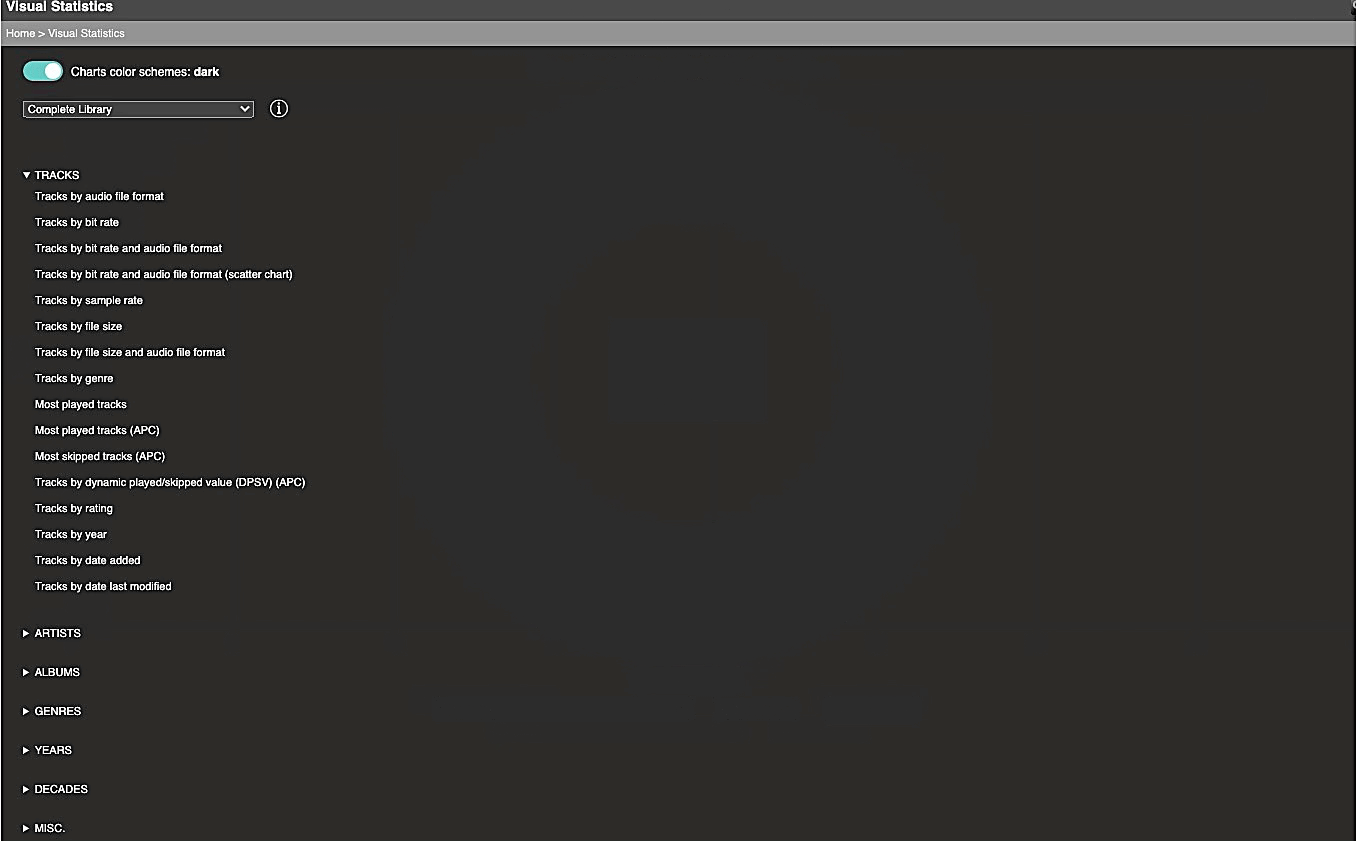 Visual Statistics
Home > Visual Statistics
Charts color schemes: dark
Complete Library
TRACKS
Tracks by audio file format
Tracks by bit rate
Tracks by bit rate and audio file format
Tracks by bit rate and audio file format (scatter chart)
Tracks by sample rate
Tracks by file size
Tracks by file size and audio file format
Tracks by genre
Most played tracks
Most played tracks (APC)
Most skipped tracks (APC)
Tracks by dynamic played/skipped value (DPSV) (APC)
Tracks by rating
Tracks by year
Tracks by date added
Tracks by date last modified
ARTISTS
ALBUMS
GENRES
YEARS
DECADES
MISC.